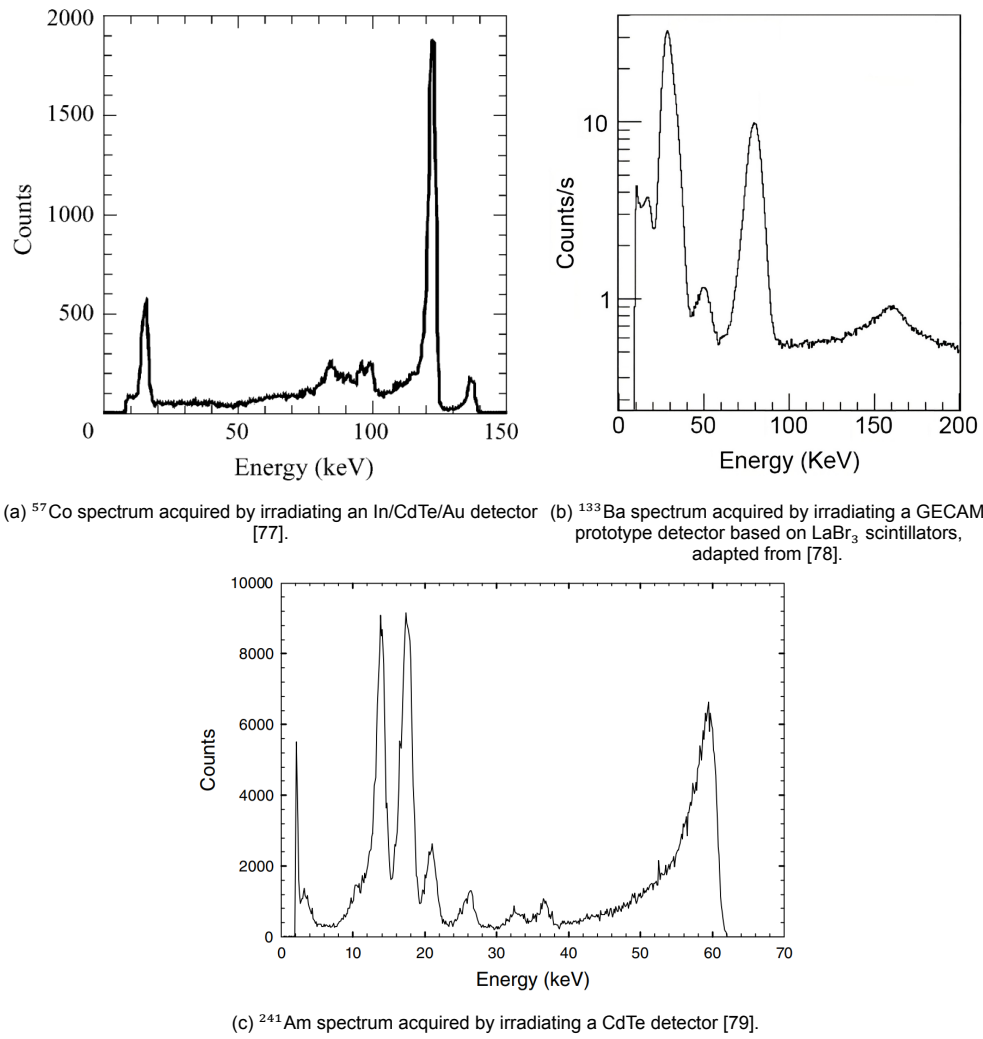 2000
1500
1000
500
0
50
100
150
Counts
Energy (keV)
10
1
0
50
100
150
200
Counts/s
Energy (KeV)
(a) ⁵⁷Co spectrum acquired by irradiating an In/CdTe/Au detector
[77].
(b) ¹³³Ba spectrum acquired by irradiating a GECAM
prototype detector based on LaBr₃ scintillators,
adapted from [78].
10000
8000
6000
4000
2000
0
0
10
20
30
40
50
60
70
Counts
Energy (keV)
(c) ²⁴¹Am spectrum acquired by irradiating a CdTe detector [79].